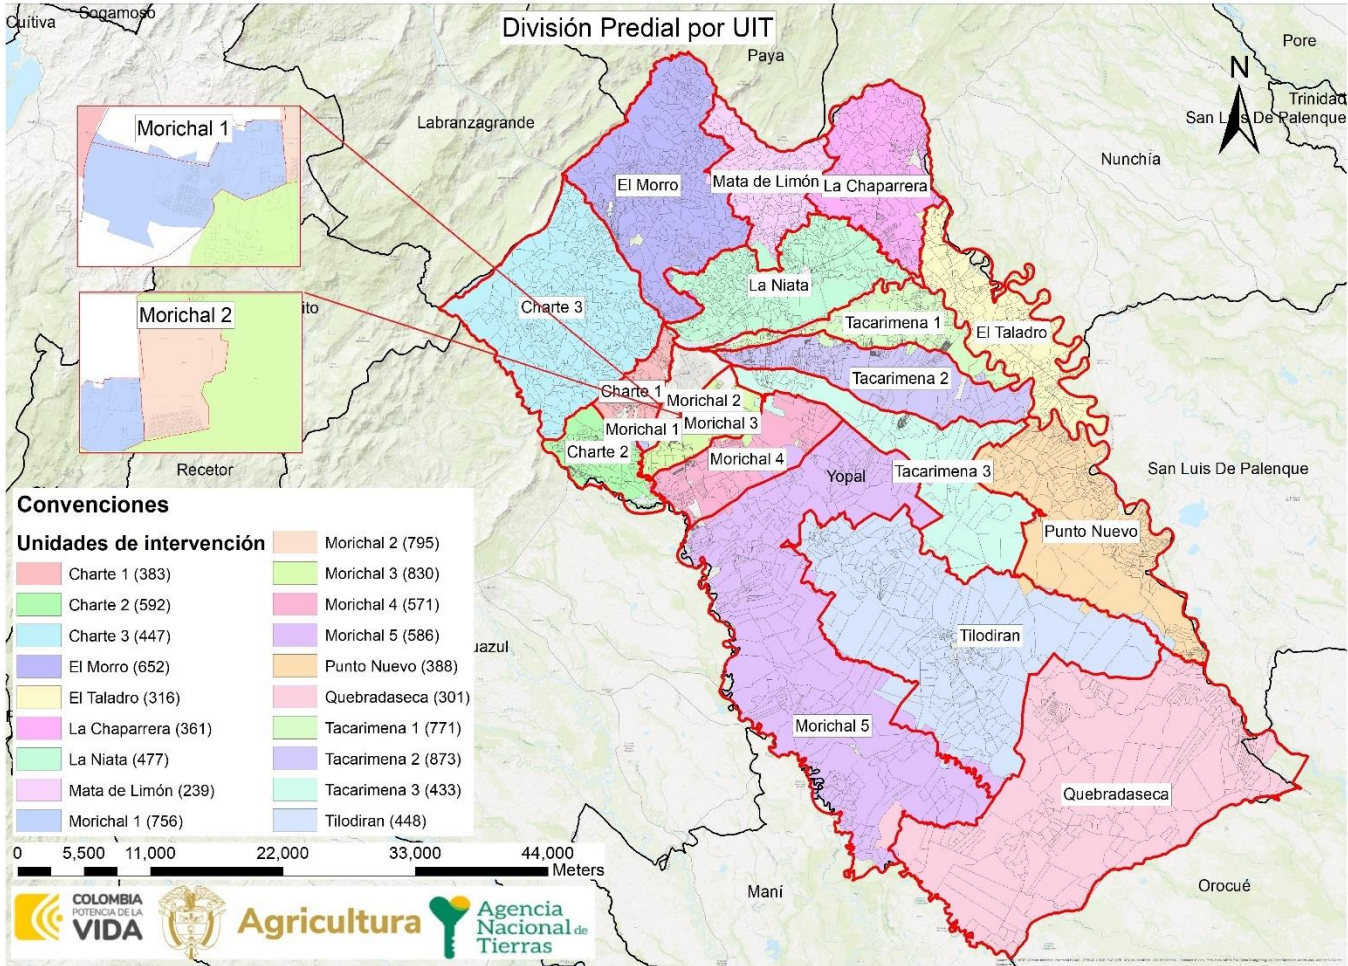 División Predial por UIT
Cuítiva
Sogamoso
Paya
Pore
N
Trinidad
San Luis De Palenque
Labranzagrande
Nunchía
Morichal 1
El Morro
Mata de Limón
La Chaparrera
La Niata
Charte 3
Morichal 2
Tacarimena 1
El Taladro
Tacarimena 2
Charte 1
Morichal 2
Morichal 1
Morichal 3
Charte 2
Morichal 4
Recetor
Yopal
Tacarimena 3
San Luis De Palenque
Punto Nuevo
Tilodiran
Morichal 5
Quebradaseca
Maní
Orocué
Convenciones
Unidades de intervención
Charte 1 (383)
Charte 2 (592)
Charte 3 (447)
El Morro (652)
El Taladro (316)
La Chaparrera (361)
La Niata (477)
Mata de Limón (239)
Morichal 1 (756)
Morichal 2 (795)
Morichal 3 (830)
Morichal 4 (571)
Morichal 5 (586)
Punto Nuevo (388)
Quebradaseca (301)
Tacarimena 1 (771)
Tacarimena 2 (873)
Tacarimena 3 (433)
Tilodiran (448)
0 5,500 11,000 22,000 33,000 44,000
Meters
COLOMBIA
POTENCIA DE LA
VIDA
Agricultura
Agencia
Nacional de
Tierras